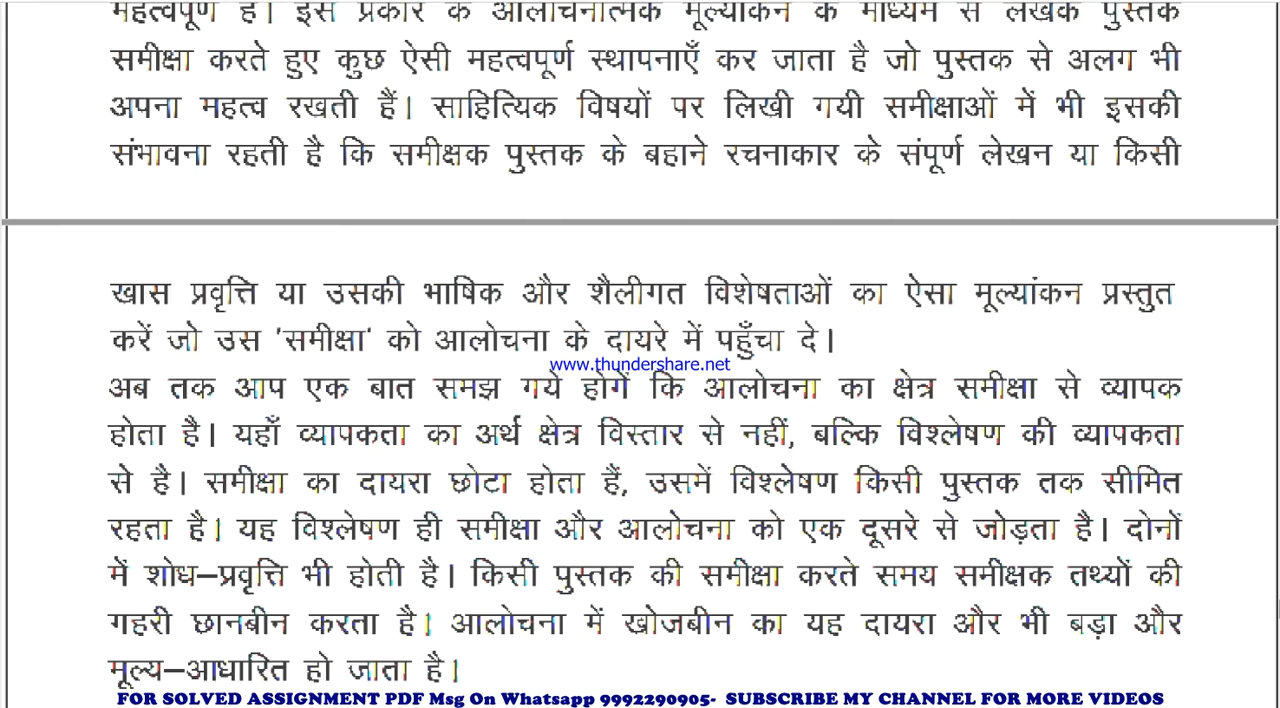 महत्वपूर्ण है। इस प्रकार के आलोचनात्मक मूल्यांकन के माध्यम से लेखक पुस्तक
समीक्षा करते हुए कुछ ऐसी महत्वपूर्ण स्थापनाएँ कर जाता है जो पुस्तक से अलग भी
अपना महत्व रखती हैं। साहित्यिक विषयों पर लिखी गयी समीक्षाओं में भी इसकी
संभावना रहती है कि समीक्षक पुस्तक के बहाने रचनाकार के संपूर्ण लेखन या किसी
खास प्रवृत्ति या उसकी भाषिक और शैलीगत विशेषताओं का ऐसा मूल्यांकन प्रस्तुत
करें जो उस 'समीक्षा' को आलोचना के दायरे में पहुँचा दे।
www.thundershare.net
अब तक आप एक बात समझ गये होगें कि आलोचना का क्षेत्र समीक्षा से व्यापक
होता है। यहाँ व्यापकता का अर्थ क्षेत्र विस्तार से नहीं, बल्कि विश्लेषण की व्यापकता
से है। समीक्षा का दायरा छोटा होता हैं, उसमें विश्लेषण किसी पुस्तक तक सीमित
रहता है। यह विश्लेषण ही समीक्षा और आलोचना को एक दूसरे से जोड़ता है। दोनों
में शोध–प्रवृत्ति भी होती है। किसी पुस्तक की समीक्षा करते समय समीक्षक तथ्यों की
गहरी छानबीन करता है। आलोचना में खोजबीन का यह दायरा और भी बड़ा और
मूल्य–आधारित हो जाता है।
FOR SOLVED ASSIGNMENT PDF Msg On Whatsapp 9992290905- SUBSCRIBE MY CHANNEL FOR MORE VIDEOS